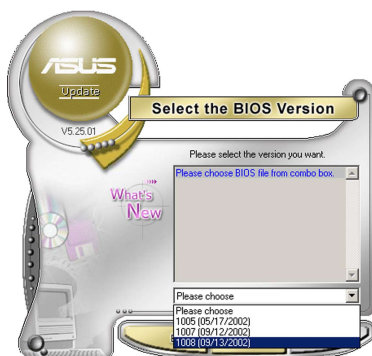 ASUS
Update
V5.25.01
Select the BIOS Version
Please select the version you want.
Please choose BIOS file from combo box.
What's
New
Please choose
Please choose
1005 (05/17/2002)
1007 (09/12/2002)
1008 (09/13/2002)